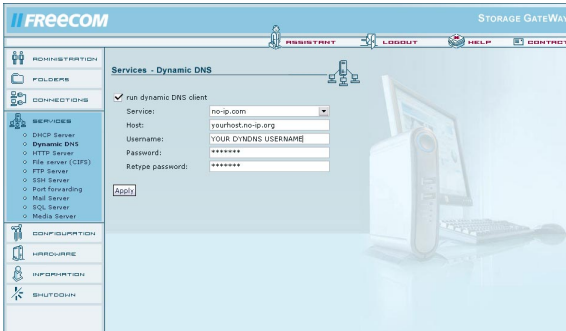 FREECOM
STORAGE GATEWAY
ASSISTANT
LOGOUT
HELP
CONTACT
ADMINISTRATION
FOLDERS
CONNECTIONS
SERVICES
DHCP Server
Dynamic DNS
HTTP Server
File server (CIFS)
FTP Server
SSH Server
Port forwarding
Mail Server
SQL Server
Media Server
CONFIGURATION
HARDWARE
INFORMATION
SHUTDOWN
Services - Dynamic DNS
run dynamic DNS client
Service: no-ip.com
Host: yourhost.no-ip.org
Username: YOUR DYNDNS USERNAME
Password: *******
Retype password: *******
Apply